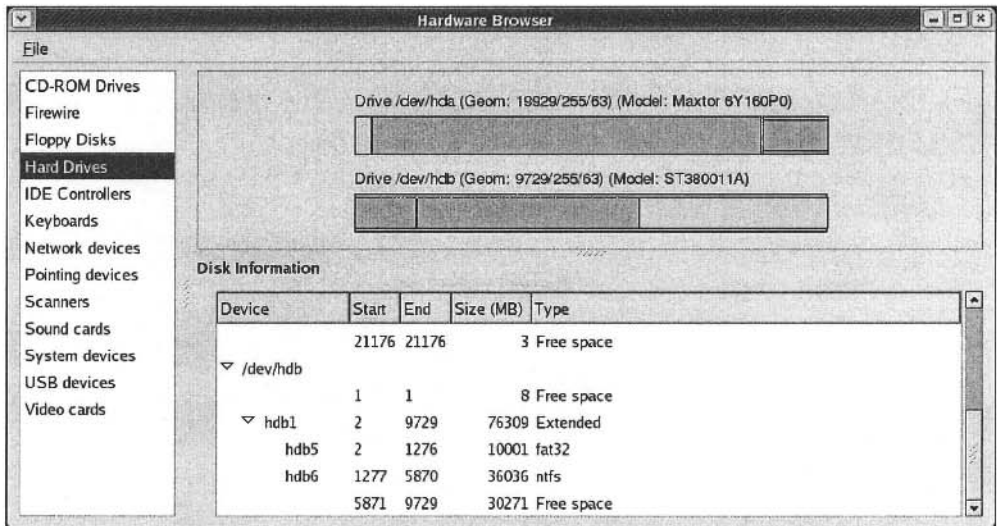 Hardware Browser
File
CD-ROM Drives
Firewire
Floppy Disks
Hard Drives
IDE Controllers
Keyboards
Network devices
Pointing devices
Scanners
Sound cards
System devices
USB devices
Video cards
Drive /dev/hda (Geom: 19929/255/63) (Model: Maxtor 6Y160P0)
Drive /dev/hdb (Geom: 9729/255/63) (Model: ST380011A)
Disk Information
Device Start End Size (MB) Type
21176 21176 3 Free space
/dev/hdb
1 1 8 Free space
hdb1 2 9729 76309 Extended
hdb5 2 1276 10001 fat32
hdb6 1277 5870 36036 ntfs
5871 9729 30271 Free space